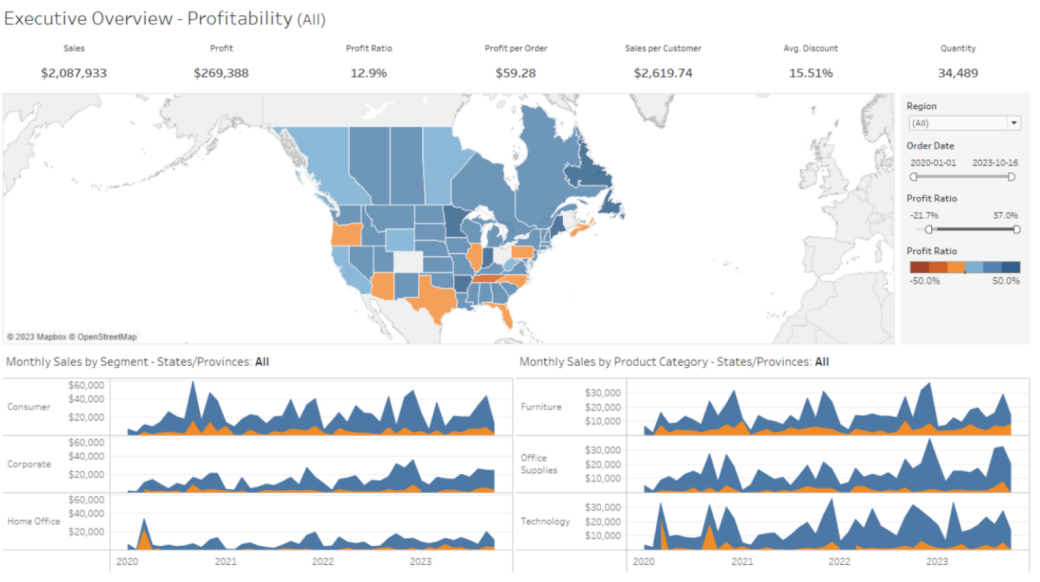 Executive Overview - Profitability (All)
Sales Profit Profit Ratio Profit per Order Sales per Customer Avg. Discount Quantity
$2,087,933 $269,388 12.9% $59.28 $2,619.74 15.51% 34,489
Region
(All)
Order Date
2020-01-01 2023-10-16
Profit Ratio
-21.7% 37.0%
Profit Ratio
-50.0% 50.0%
© 2023 Mapbox © OpenStreetMap
Monthly Sales by Segment - States/Provinces: All
Consumer
$60,000
$40,000
$20,000
Corporate
$60,000
$40,000
$20,000
Home Office
$60,000
$40,000
$20,000
2020 2021 2022 2023
Monthly Sales by Product Category - States/Provinces: All
Furniture
$30,000
$20,000
$10,000
Office
Supplies
$30,000
$20,000
$10,000
Technology
$30,000
$20,000
$10,000
2020 2021 2022 2023